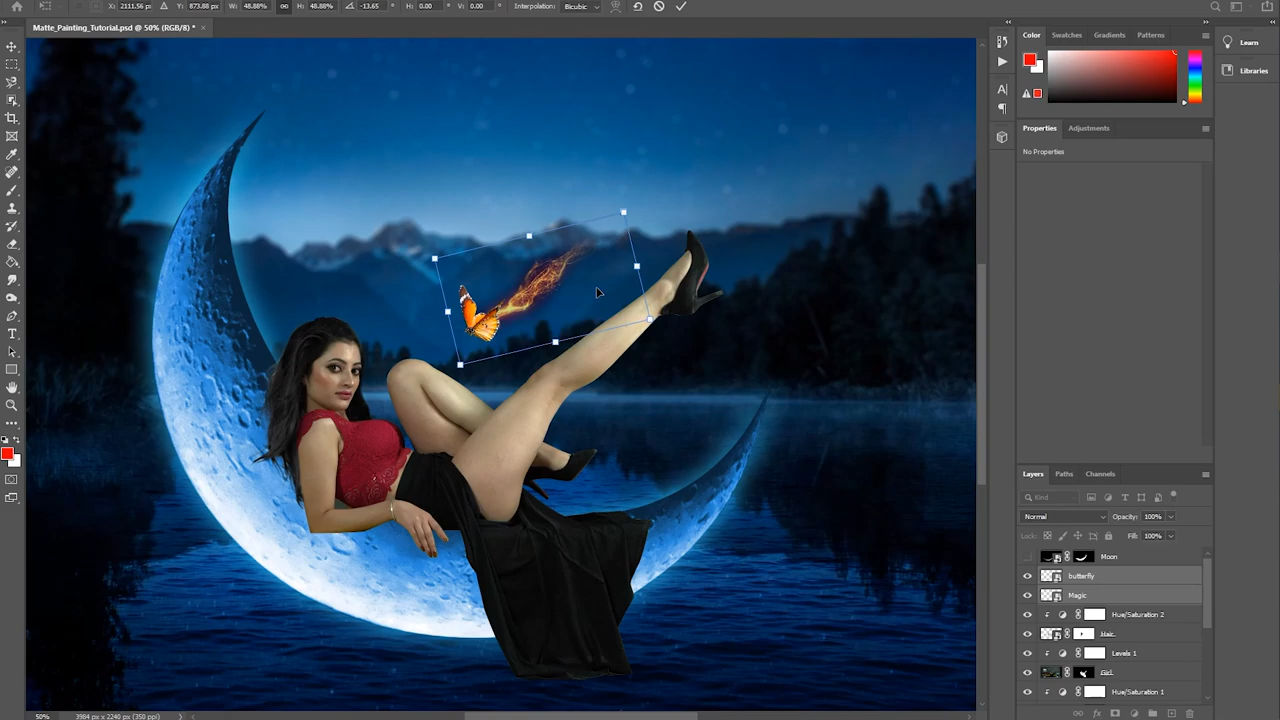 X: 2111.56 px Y: 873.88 px W: 48.88% H: 48.88% -13.65 ° H: 0.00 ° V: 0.00 ° Interpolation: Bicubic
Matte_Painting_Tutorial.psd @ 50% (RGB/8) * ×
Color Swatches Gradients Patterns
Learn
Libraries
Properties Adjustments
No Properties
Layers Paths Channels
Kind
Normal Opacity: 100%
Lock: Fill: 100%
Moon
butterfly
Magic
Hue/Saturation 2
Hair
Levels 1
Girl
Hue/Saturation 1
50% 3984 px x 2240 px (350 ppi)